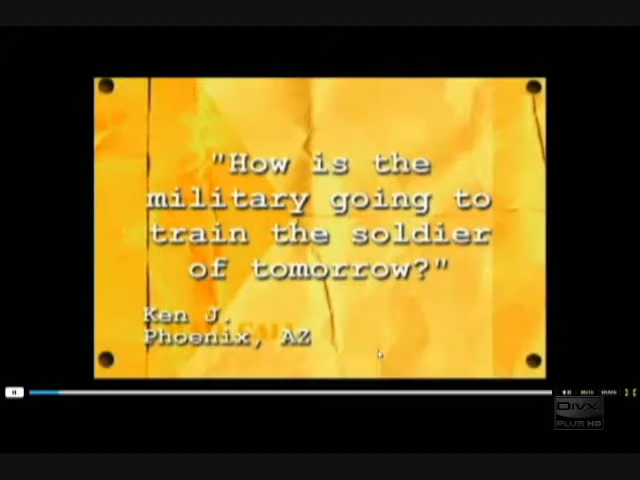 "How is the
military going to
train the soldier
of tomorrow?"
Ken J.
Phoenix, AZ
DIVX
PLUS HD